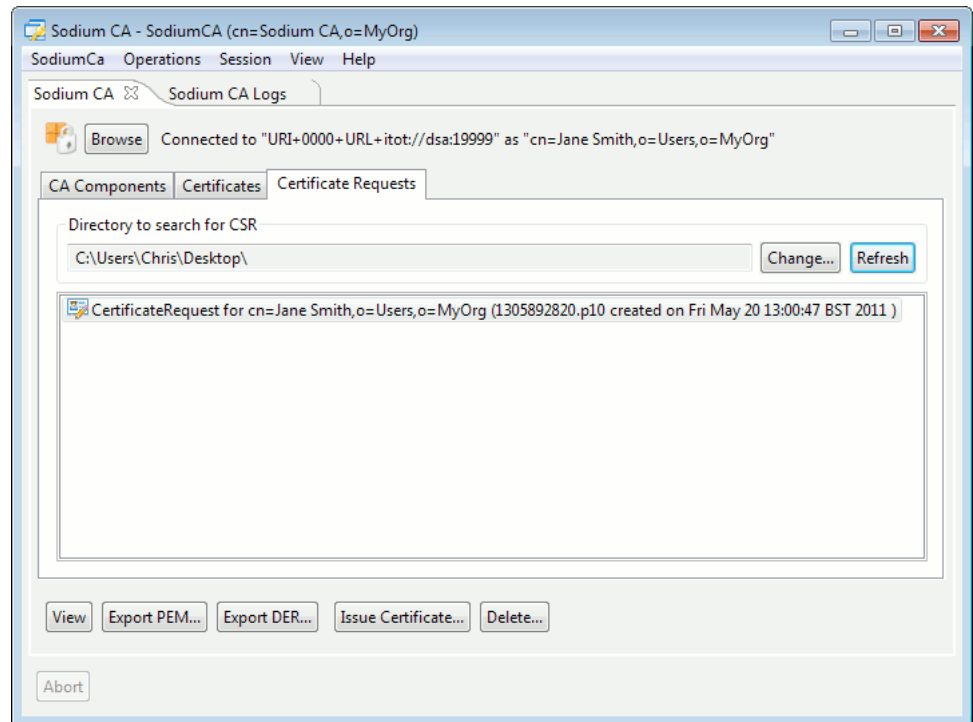 Sodium CA - SodiumCA (cn=Sodium CA,o=MyOrg)
SodiumCa Operations Session View Help
Sodium CA Sodium CA Logs
Browse Connected to "URI+0000+URL+itot://dsa:19999" as "cn=Jane Smith,o=Users,o=MyOrg"
CA Components Certificates Certificate Requests
Directory to search for CSR
C:\Users\Chris\Desktop\ Change... Refresh
CertificateRequest for cn=Jane Smith,o=Users,o=MyOrg (1305892820.p10 created on Fri May 20 13:00:47 BST 2011 )
View Export PEM... Export DER... Issue Certificate... Delete...
Abort